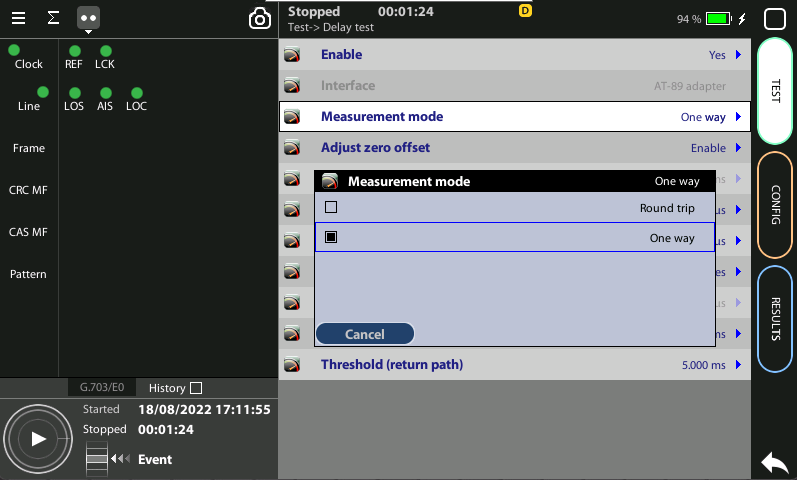 Stopped 00:01:24
D
Test-> Delay test
94 %
Clock REF LCK
Line LOS AIS LOC
Frame
CRC MF
CAS MF
Pattern
G.703/E0 History
Started 18/08/2022 17:11:55
Stopped 00:01:24
Event
Enable Yes
Interface AT-89 adapter
Measurement mode One way
Adjust zero offset Enable
ms
Measurement mode One way
Round trip
us
One way
us
es
us
Cancel
ms
Threshold (return path) 5.000 ms
TEST
CONFIG
RESULTS